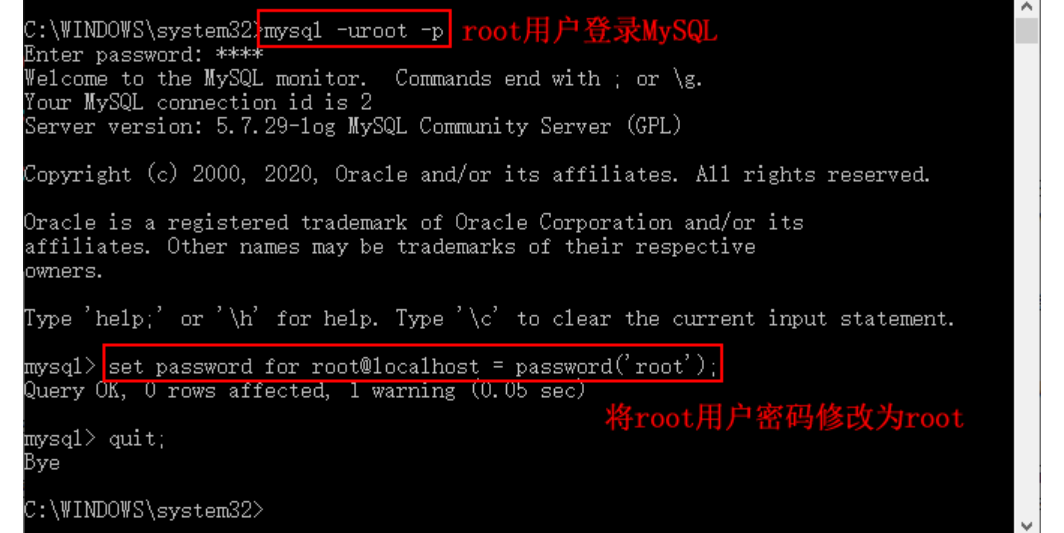 C:\WINDOWS\system32>mysql -uroot -p root用户登录MySQL
Enter password: ****
Welcome to the MySQL monitor.  Commands end with ; or \g.
Your MySQL connection id is 2
Server version: 5.7.29-log MySQL Community Server (GPL)
Copyright (c) 2000, 2020, Oracle and/or its affiliates. All rights reserved.
Oracle is a registered trademark of Oracle Corporation and/or its
affiliates. Other names may be trademarks of their respective
owners.
Type 'help;' or '\h' for help. Type '\c' to clear the current input statement.
mysql> set password for root@localhost = password('root');
Query OK, 0 rows affected, 1 warning (0.05 sec)
将root用户密码修改为root
mysql> quit;
Bye
C:\WINDOWS\system32>